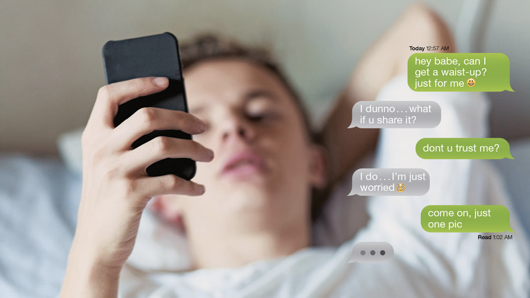 Today 12:57 AM
hey babe, can I
get a waist-up?
just for me 😃
I dunno...what
if u share it?
dont u trust me?
I do...I'm just
worried 😕
come on, just
one pic
Read 1:02 AM